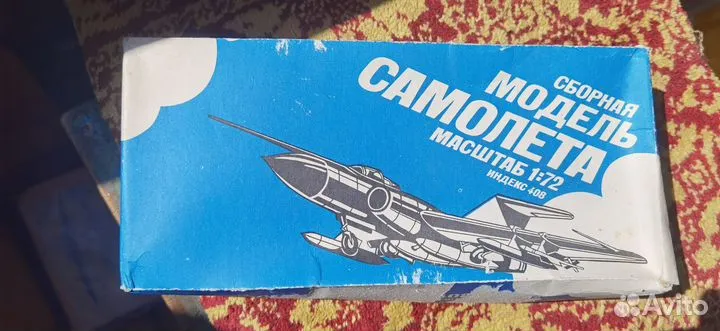 СБОРНАЯ
МОДЕЛЬ
САМОЛЕТА
МАСШТАБ 1:72
ИНДЕКС 408
Avito